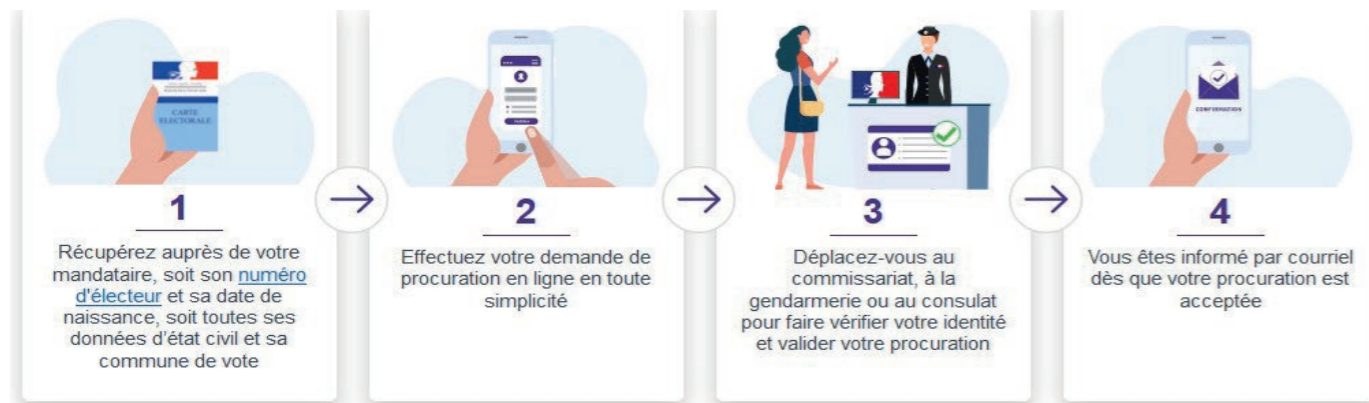 CARTE
ELECTORALE
1
Récupérez auprès de votre
mandataire, soit son numéro
d'électeur et sa date de
naissance, soit toutes ses
données d'état civil et sa
commune de vote
2
Effectuez votre demande de
procuration en ligne en toute
simplicité
3
Déplacez-vous au
commissariat, à la
gendarmerie ou au consulat
pour faire vérifier votre identité
et valider votre procuration
CONFIRMATION
4
Vous êtes informé par courriel
dès que votre procuration est
acceptée